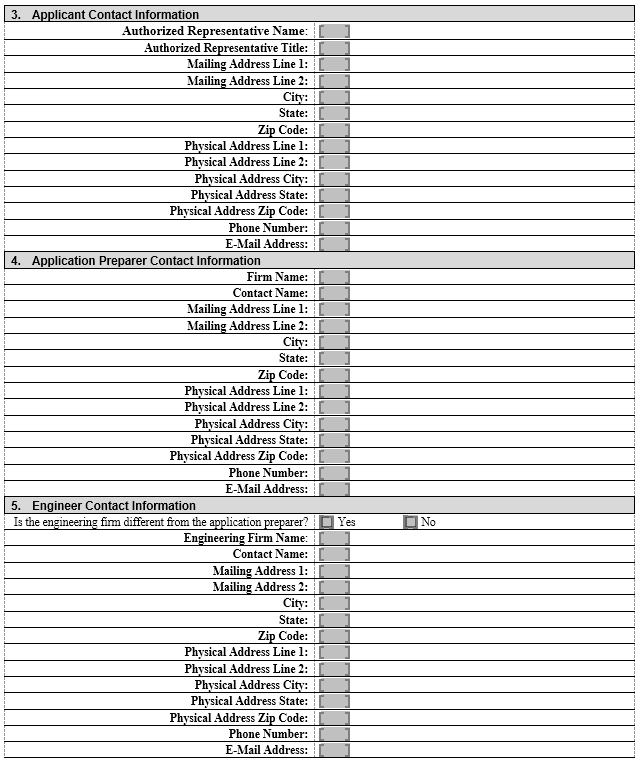 3. Applicant Contact Information
Authorized Representative Name:
Authorized Representative Title:
Mailing Address Line 1:
Mailing Address Line 2:
City:
State:
Zip Code:
Physical Address Line 1:
Physical Address Line 2:
Physical Address City:
Physical Address State:
Physical Address Zip Code:
Phone Number:
E-Mail Address:
4. Application Preparer Contact Information
Firm Name:
Contact Name:
Mailing Address Line 1:
Mailing Address Line 2:
City:
State:
Zip Code:
Physical Address Line 1:
Physical Address Line 2:
Physical Address City:
Physical Address State:
Physical Address Zip Code:
Phone Number:
E-Mail Address:
5. Engineer Contact Information
Is the engineering firm different from the application preparer? Yes No
Engineering Firm Name:
Contact Name:
Mailing Address 1:
Mailing Address 2:
City:
State:
Zip Code:
Physical Address Line 1:
Physical Address Line 2:
Physical Address City:
Physical Address State:
Physical Address Zip Code:
Phone Number:
E-Mail Address: